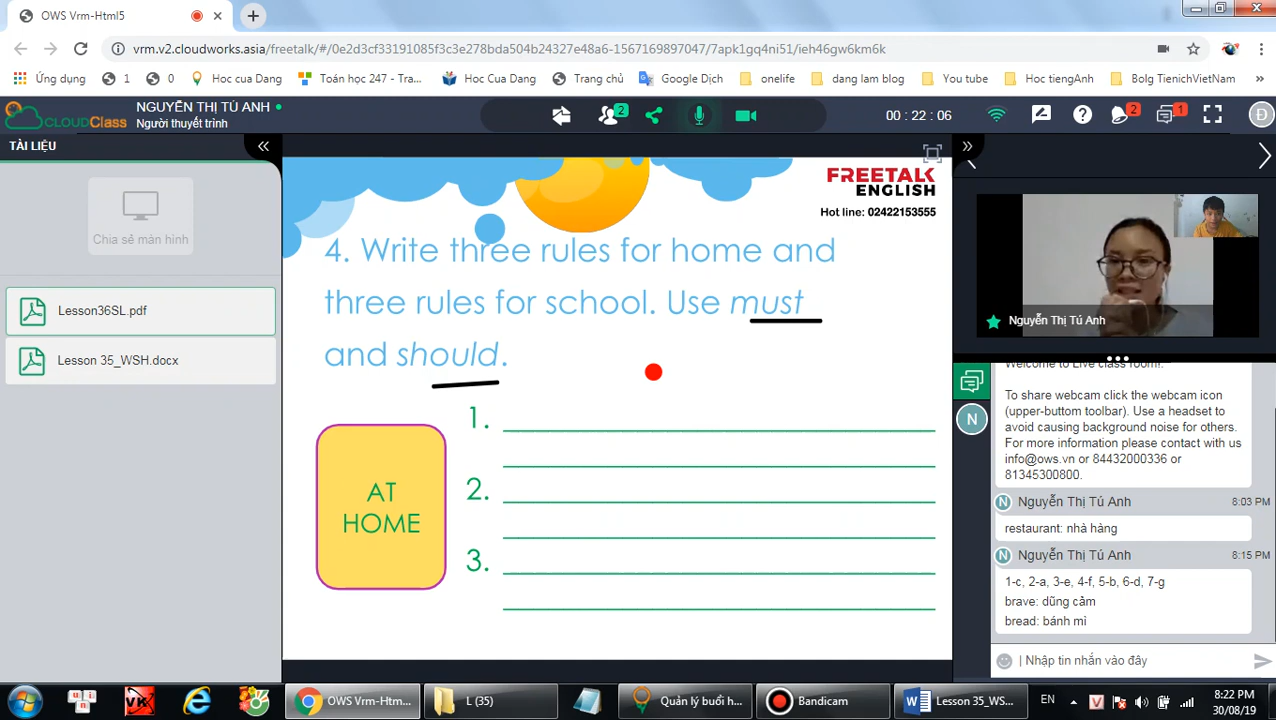 OWS Vrm-Html5
vrm.v2.cloudworks.asia/freetalk/#/0e2d3cf33191085f3c3e278bda504b24327e48a6-1567169897047/7apk1gq4ni51/ieh46gw6km6k
Ứng dụng 1 0 Hoc cua Dang Toán học 247 - Tra... Học Cua Dang Trang chủ Google Dịch onelife dang lam blog You tube Học tiengAnh Bolg TienichVietNam »
CLOUDClass
NGUYỄN THỊ TÚ ANH
Người thuyết trình
2
00 : 22 : 06
2
1
Đ
TÀI LIỆU
Chia sẻ màn hình
Lesson36SL.pdf
Lesson 35_WSH.docx
FREETALK
ENGLISH
Hot line: 02422153555
4. Write three rules for home and
three rules for school. Use must
and should.
AT
HOME
1.
2.
3.
Nguyễn Thị Tú Anh
Welcome to Live class room!.
To share webcam click the webcam icon
(upper-buttom toolbar). Use a headset to
avoid causing background noise for others.
For more information please contact with us
info@ows.vn or 84432000336 or
81345300800.
N
N Nguyễn Thị Tú Anh 8:03 PM
restaurant: nhà hàng
N Nguyễn Thị Tú Anh 8:15 PM
1-c, 2-a, 3-e, 4-f, 5-b, 6-d, 7-g
brave: dũng cảm
bread: bánh mì
Nhập tin nhắn vào đây
OWS Vrm-Htm...
L (35)
Quản lý buổi h...
Bandicam
Lesson 35_WS...
EN
8:22 PM
30/08/19